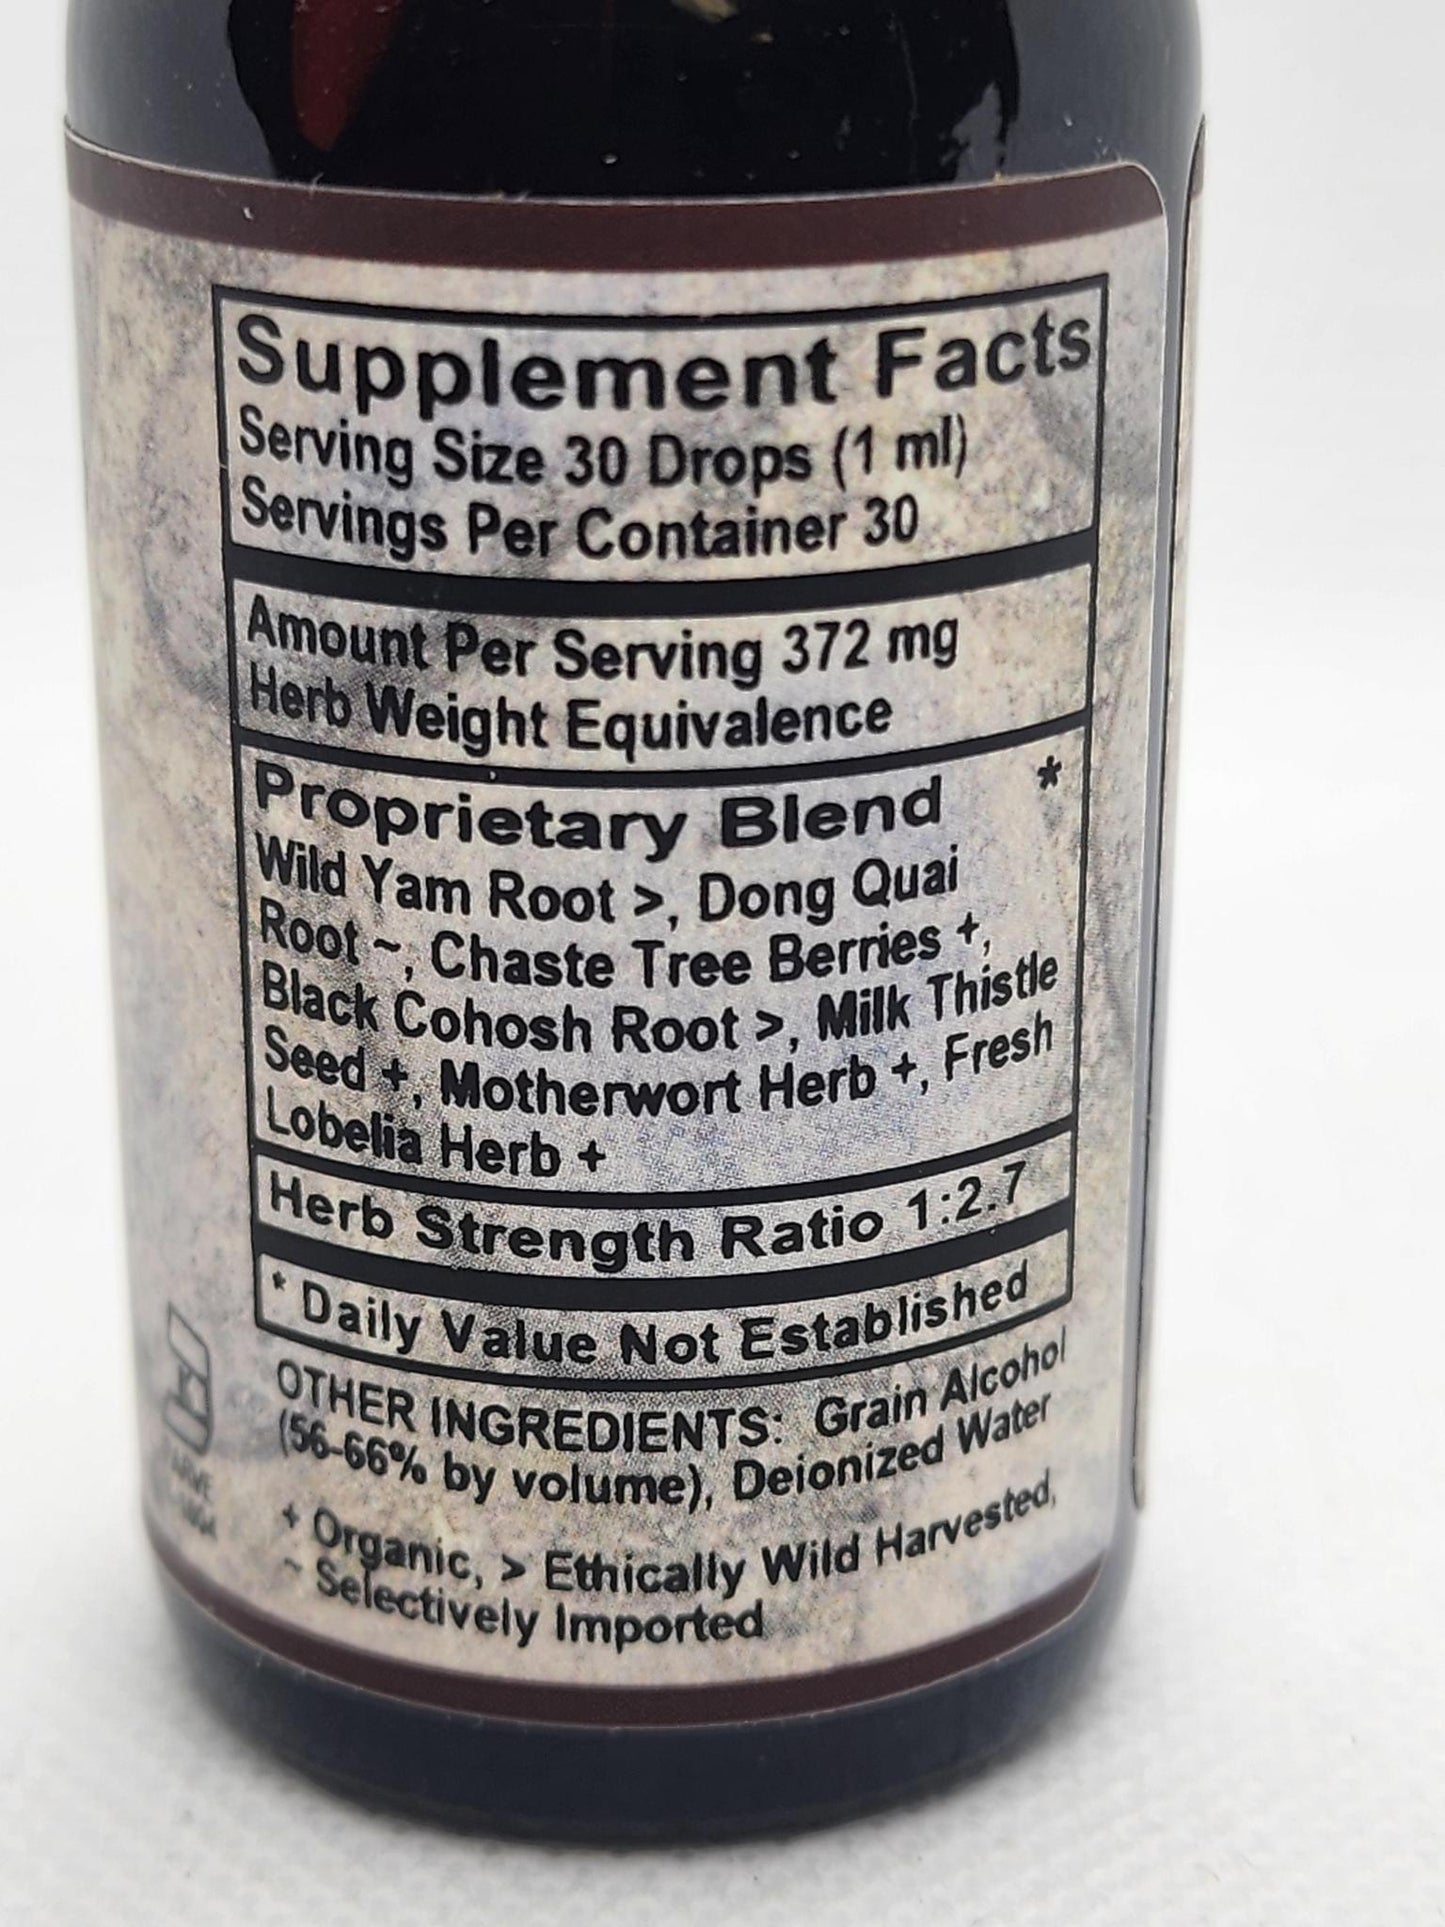 Supplement Facts
Serving Size 30 Drops (1 ml)
Servings Per Container 30
Amount Per Serving 372 mg
Herb Weight Equivalence
Proprietary Blend *
Wild Yam Root >, Dong Quai
Root ~, Chaste Tree Berries +,
Black Cohosh Root >, Milk Thistle
Seed +, Motherwort Herb +, Fresh
Lobelia Herb +
Herb Strength Ratio 1:2.7
* Daily Value Not Established
OTHER INGREDIENTS: Grain Alcohol
(56-66% by volume), Deionized Water
+ Organic, > Ethically Wild Harvested,
~ Selectively Imported